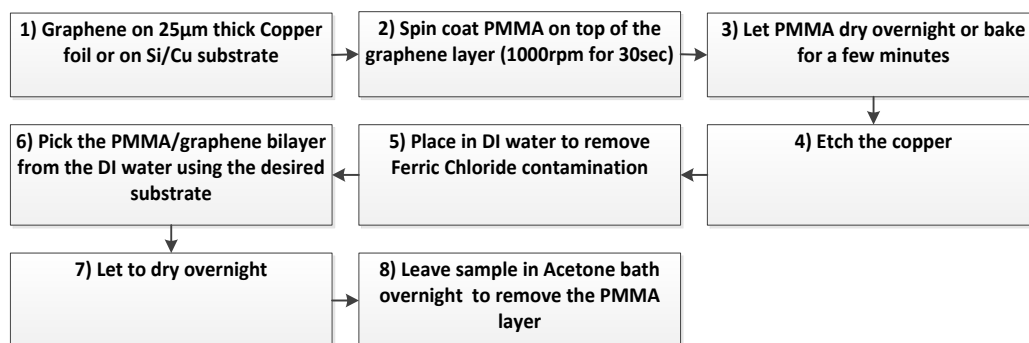 1) Graphene on 25µm thick Copper
foil or on Si/Cu substrate
2) Spin coat PMMA on top of
the graphene layer (1000rpm for 30sec)
3) Let PMMA dry overnight or bake
for a few minutes
4) Etch the copper
5) Place in DI water to remove
Ferric Chloride contamination
6) Pick the PMMA/graphene bilayer
from the DI water using the desired
substrate
7) Let to dry overnight
8) Leave sample in Acetone bath
overnight to remove the PMMA
layer